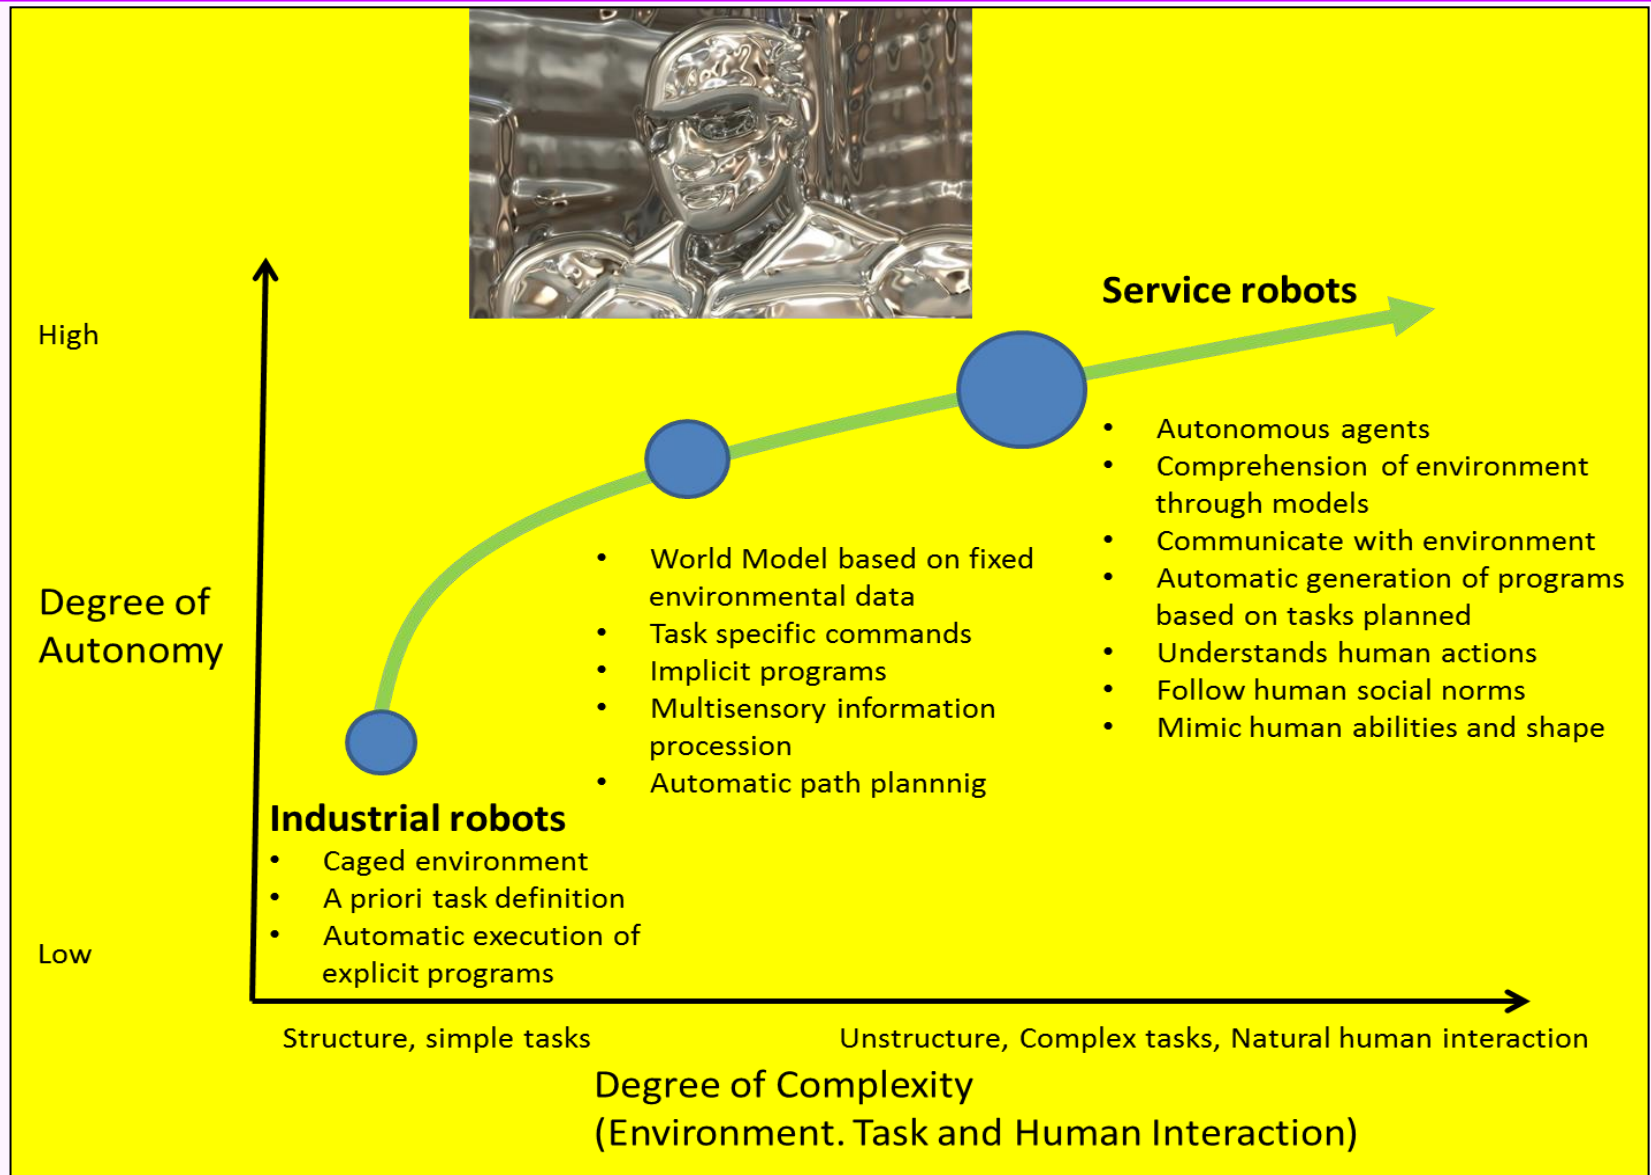 Service robots
High
• Autonomous agents
• Comprehension of environment
through models
• Communicate with environment
• Automatic generation of programs
based on tasks planned
• Understands human actions
• Follow human social norms
• Mimic human abilities and shape
• World Model based on fixed
environmental data
• Task specific commands
• Implicit programs
• Multisensory information
procession
• Automatic path plannnig
Degree of
Autonomy
Industrial robots
• Caged environment
• A priori task definition
• Automatic execution of
explicit programs
Low
Structure, simple tasks
Unstructure, Complex tasks, Natural human interaction
Degree of Complexity
(Environment. Task and Human Interaction)